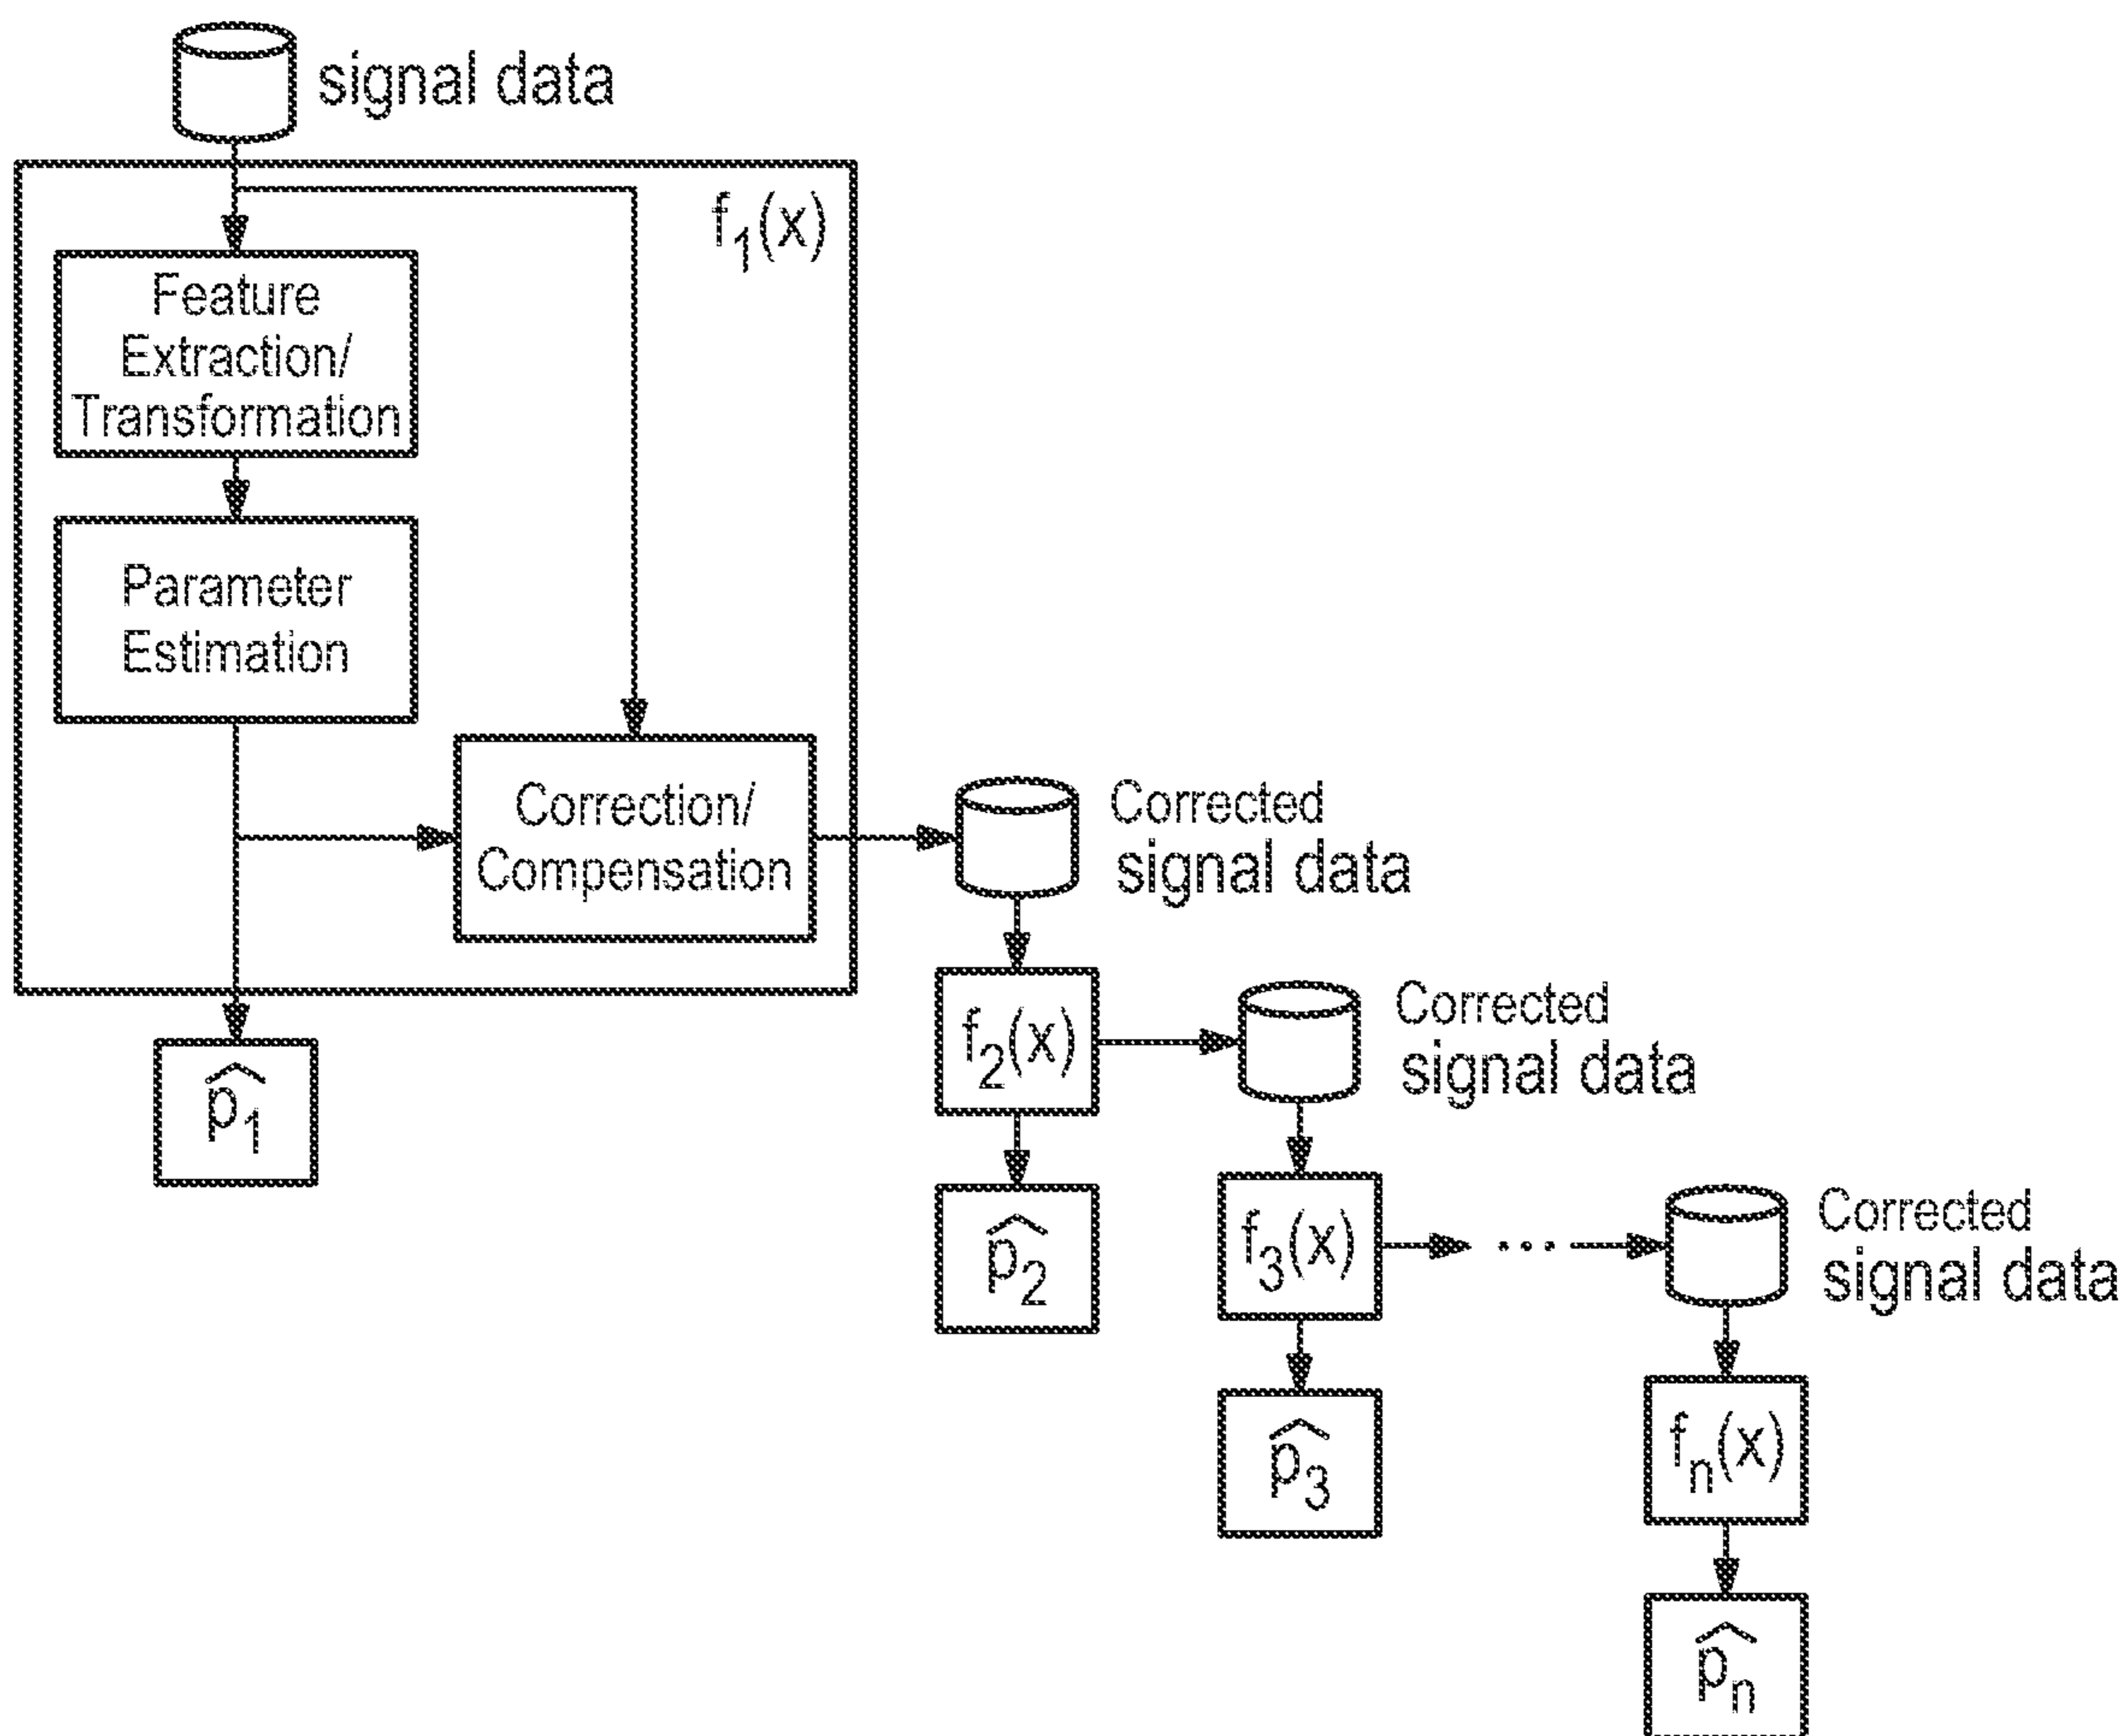 signal data
f₁(x)
Feature
Extraction/
Transformation
Parameter
Estimation
Correction/
Compensation
Corrected
signal data
f₂(x)
Corrected
signal data
p̂₁
p̂₂
f₃(x)
...
Corrected
signal data
p̂₃
fₙ(x)
p̂ₙ